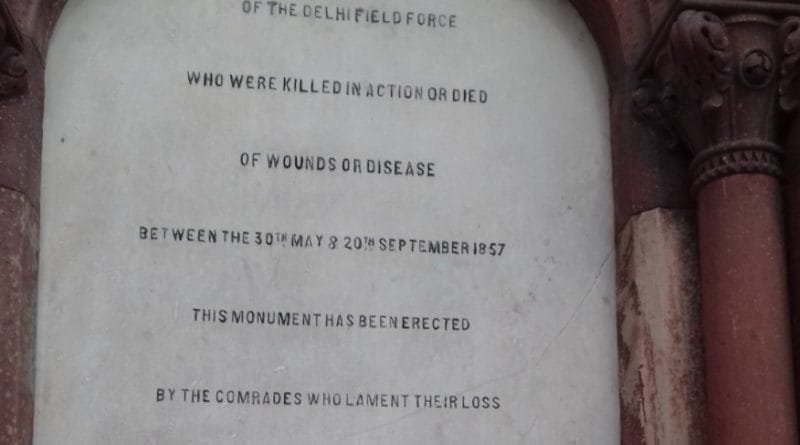 OF THE DELHI FIELD FORCE
WHO WERE KILLED IN ACTION OR DIED
OF WOUNDS OR DISEASE
BETWEEN THE 30TH MAY & 20TH SEPTEMBER 1857
THIS MONUMENT HAS BEEN ERECTED
BY THE COMRADES WHO LAMENT THEIR LOSS